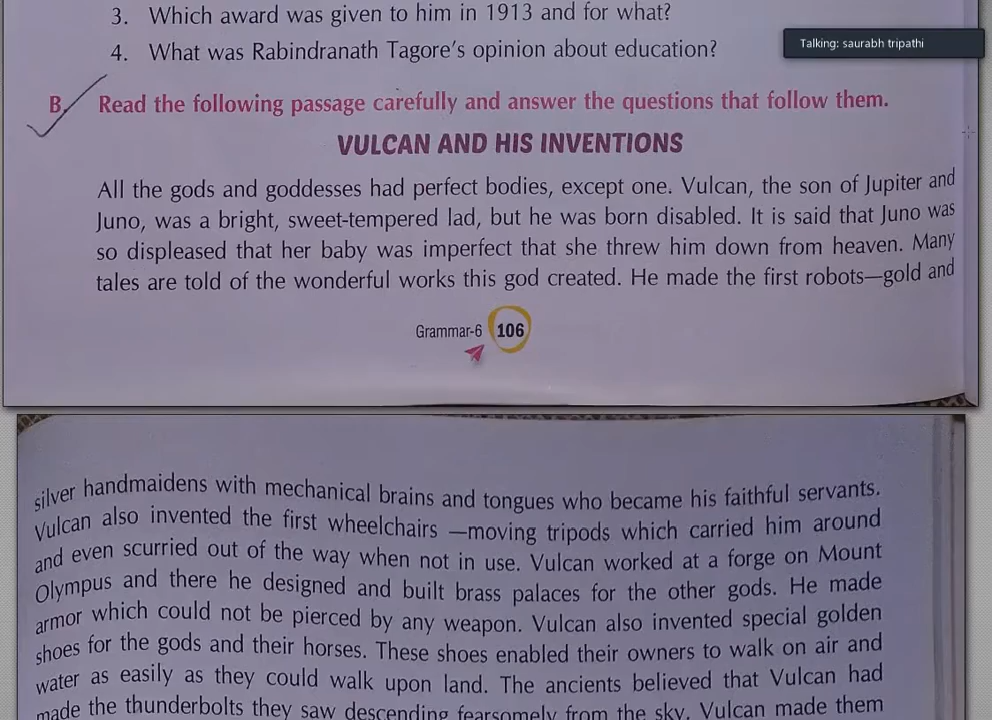 3. Which award was given to him in 1913 and for what?
Talking: saurabh tripathi
4. What was Rabindranath Tagore's opinion about education?
B. Read the following passage carefully and answer the questions that follow them.
VULCAN AND HIS INVENTIONS
All the gods and goddesses had perfect bodies, except one. Vulcan, the son of Jupiter and
Juno, was a bright, sweet-tempered lad, but he was born disabled. It is said that Juno was
so displeased that her baby was imperfect that she threw him down from heaven. Many
tales are told of the wonderful works this god created. He made the first robots—gold and
Grammar-6 106
silver handmaidens with mechanical brains and tongues who became his faithful servants.
Vulcan also invented the first wheelchairs —moving tripods which carried him around
and even scurried out of the way when not in use. Vulcan worked at a forge on Mount
Olympus and there he designed and built brass palaces for the other gods. He made
armor which could not be pierced by any weapon. Vulcan also invented special golden
shoes for the gods and their horses. These shoes enabled their owners to walk on air and
water as easily as they could walk upon land. The ancients believed that Vulcan had
made the thunderbolts they saw descending fearsomely from the sky. Vulcan made them